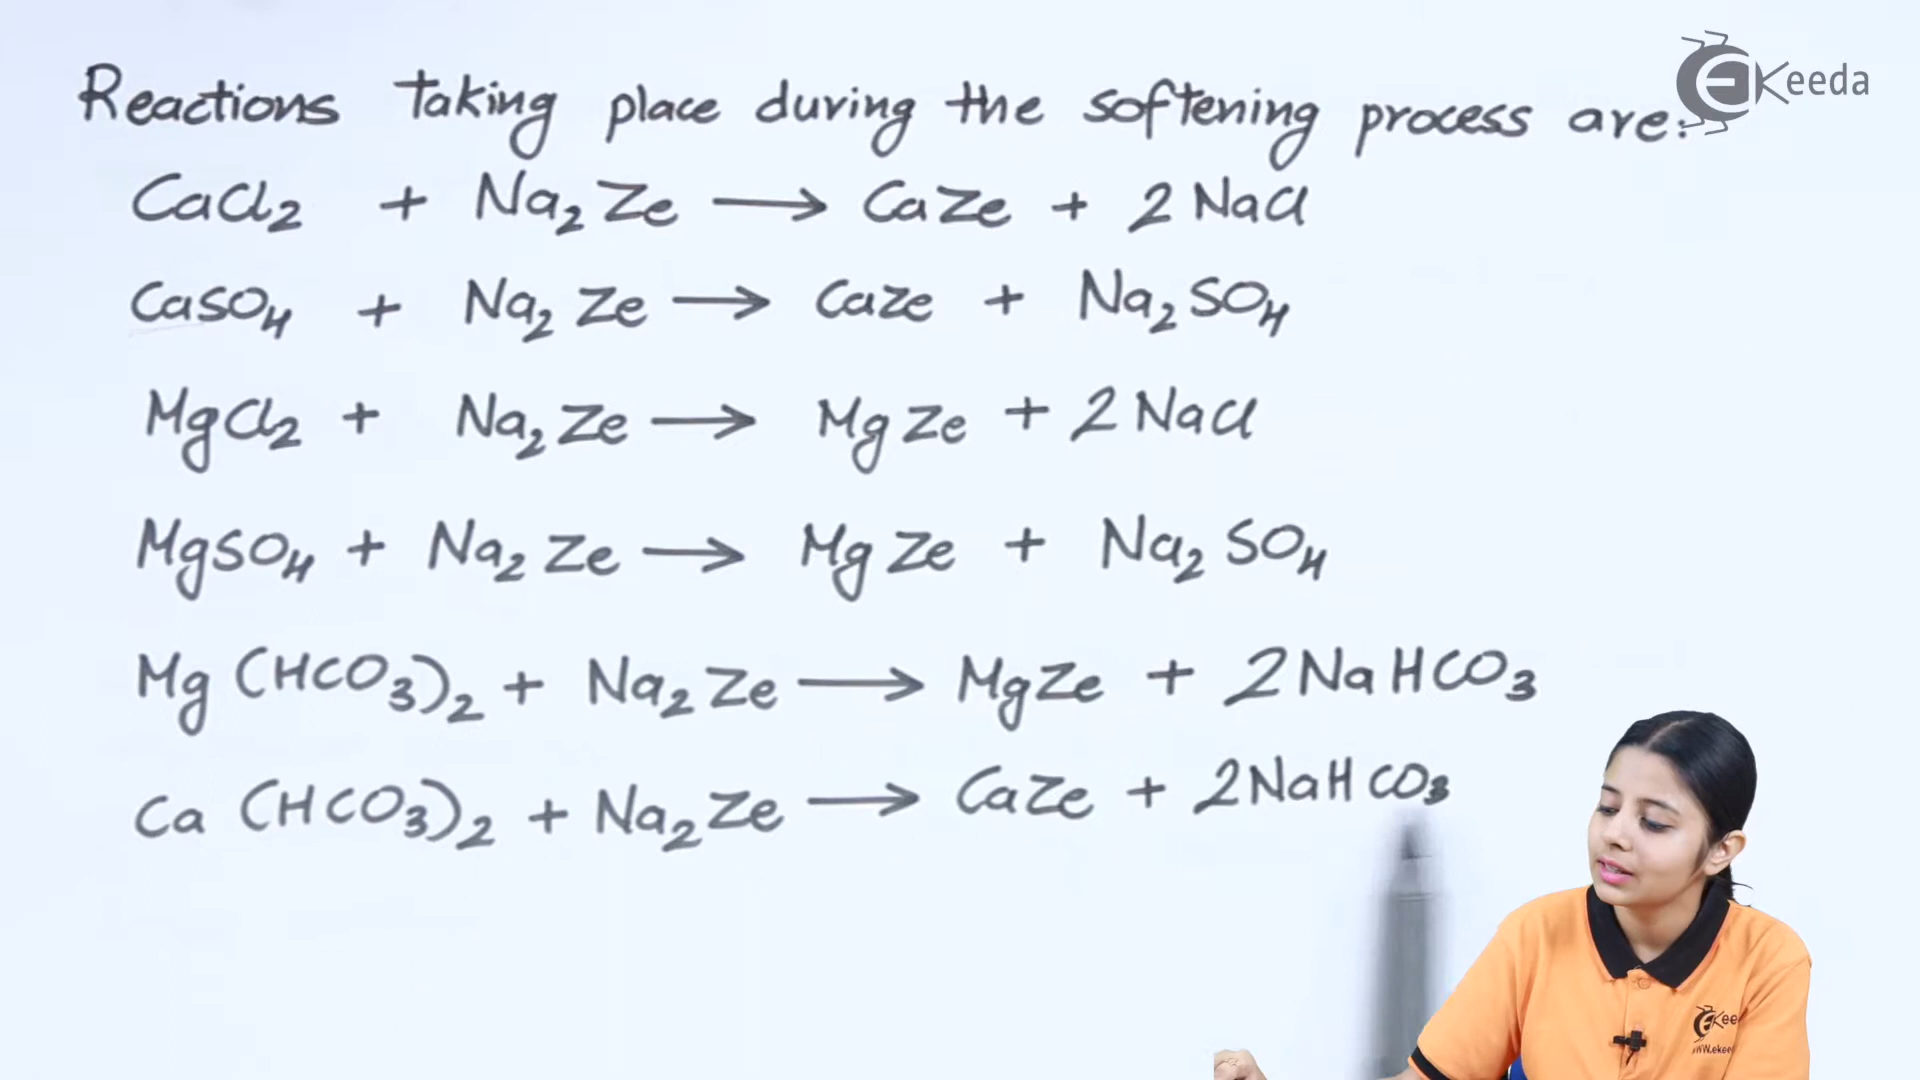 EKeeda
Reactions taking place during the softening process are:
CaCl2 + Na2Ze → CaZe + 2NaCl
CaSO4 + Na2Ze → CaZe + Na2SO4
MgCl2 + Na2Ze → MgZe + 2NaCl
MgSO4 + Na2Ze → MgZe + Na2SO4
Mg(HCO3)2 + Na2Ze → MgZe + 2NaHCO3
Ca(HCO3)2 + Na2Ze → CaZe + 2NaHCO3